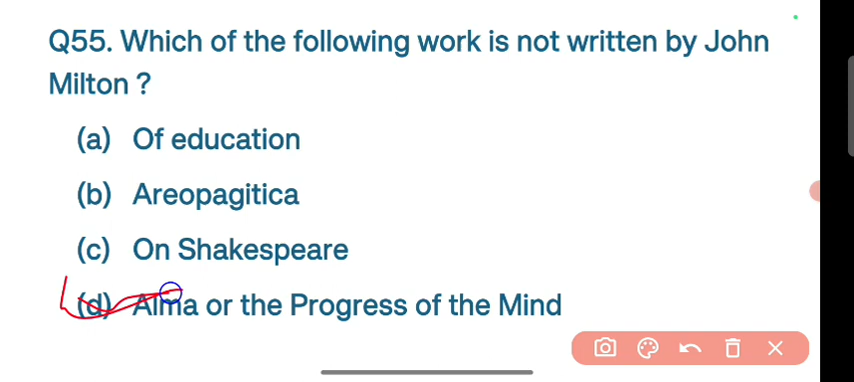 Q55. Which of the following work is not written by John
Milton ?
(a) Of education
(b) Areopagitica
(c) On Shakespeare
(d) Alma or the Progress of the Mind